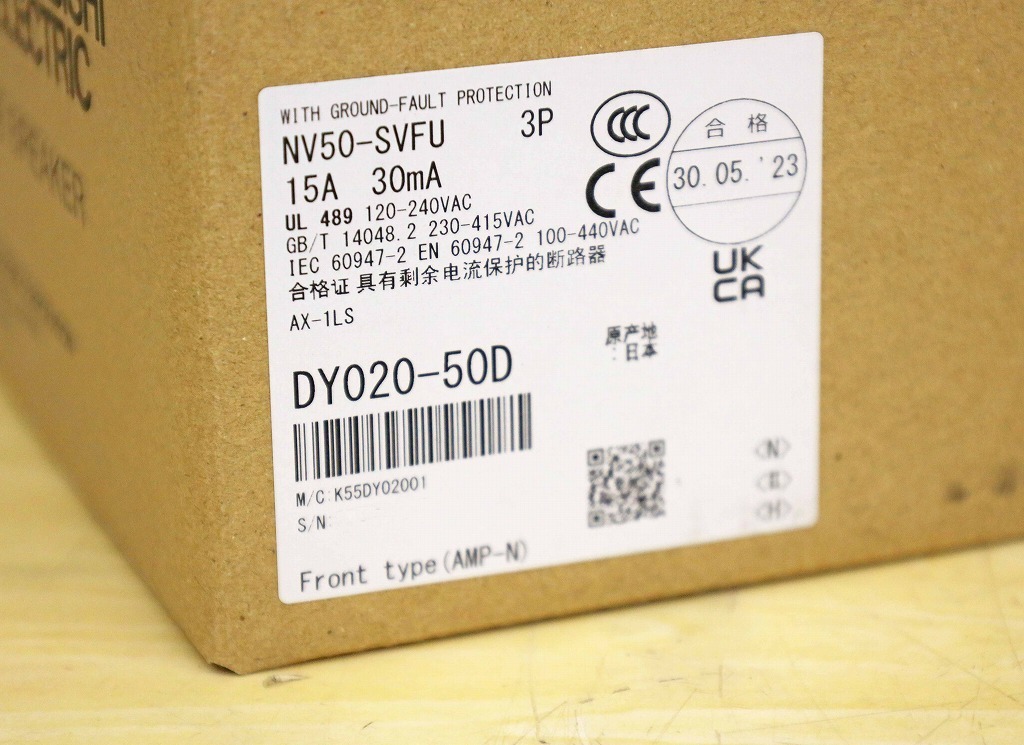 ELECTRIC
WITH GROUND-FAULT PROTECTION
NV50-SVFU 3P
15A 30mA
UL 489 120-240VAC
GB/T 14048.2 230-415VAC
IEC 60947-2 EN 60947-2 100-440VAC
合格证 具有剩余电流保护的断路器
AX-1LS
CCC
CE
合格
30.05.'23
UK
CA
原产地
:日本
DY020-50D
M/C:K55DY02001
S/N:
Front type(AMP-N)
<N>
<H>